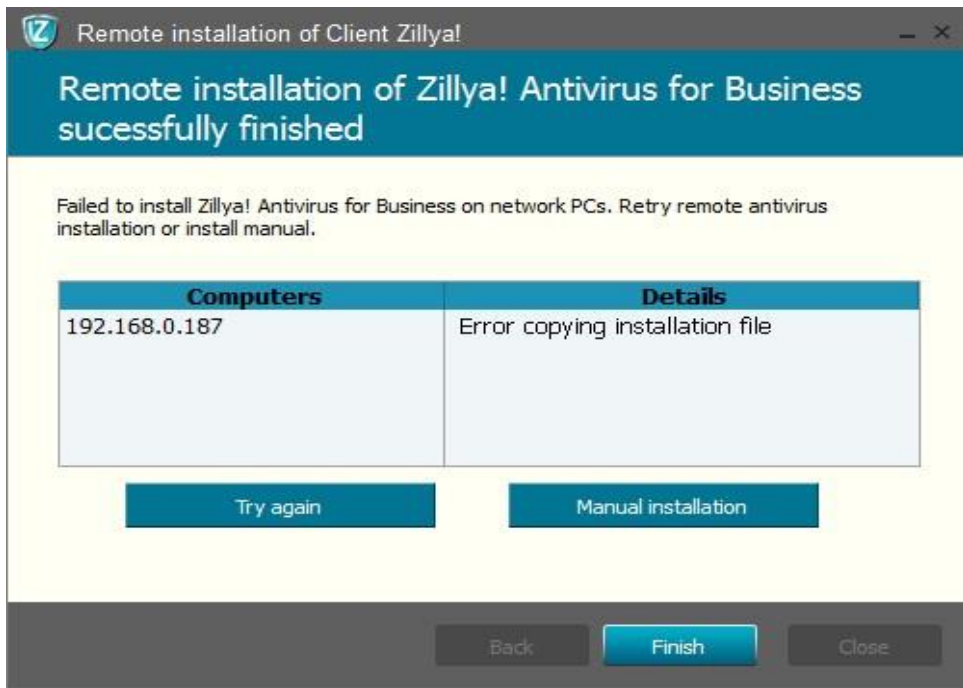 Remote installation of Client Zillya!
Remote installation of Zillya! Antivirus for Business
sucessfully finished
Failed to install Zillya! Antivirus for Business on network PCs. Retry remote antivirus
installation or install manual.
Computers Details
192.168.0.187 Error copying installation file
Try again Manual installation
Back Finish Close